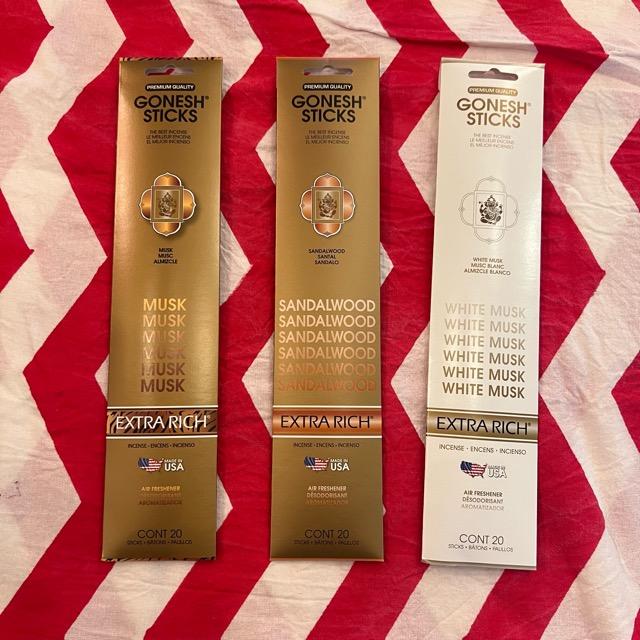 PREMIUM QUALITY
GONESH®
STICKS
THE BEST INCENSE
LE MEILLEUR ENCENS
EL MEJOR INCIENSO
MUSK
MUSC
ALMIZCLE
MUSK
MUSK
MUSK
MUSK
MUSK
MUSK
EXTRA RICH®
INCENSE • ENCENS • INCIENSO
MADE IN
USA
AIR FRESHENER
DÉSODORISANT
AROMATIZADOR
CONT 20
STICKS • BÂTONS • PALILLOS
PREMIUM QUALITY
GONESH®
STICKS
THE BEST INCENSE
LE MEILLEUR ENCENS
EL MEJOR INCIENSO
SANDALWOOD
SANTAL
SANDALO
SANDALWOOD
SANDALWOOD
SANDALWOOD
SANDALWOOD
SANDALWOOD
SANDALWOOD
EXTRA RICH®
INCENSE • ENCENS • INCIENSO
MADE IN
USA
AIR FRESHENER
DÉSODORISANT
AROMATIZADOR
CONT 20
STICKS • BÂTONS • PALILLOS
PREMIUM QUALITY
GONESH®
STICKS
THE BEST INCENSE
LE MEILLEUR ENCENS
EL MEJOR INCIENSO
WHITE MUSK
MUSC BLANC
ALMIZCLE BLANCO
WHITE MUSK
WHITE MUSK
WHITE MUSK
WHITE MUSK
WHITE MUSK
WHITE MUSK
EXTRA RICH®
INCENSE • ENCENS • INCIENSO
MADE IN
USA
AIR FRESHENER
DÉSODORISANT
AROMATIZADOR
CONT 20
STICKS • BÂTONS • PALILLOS